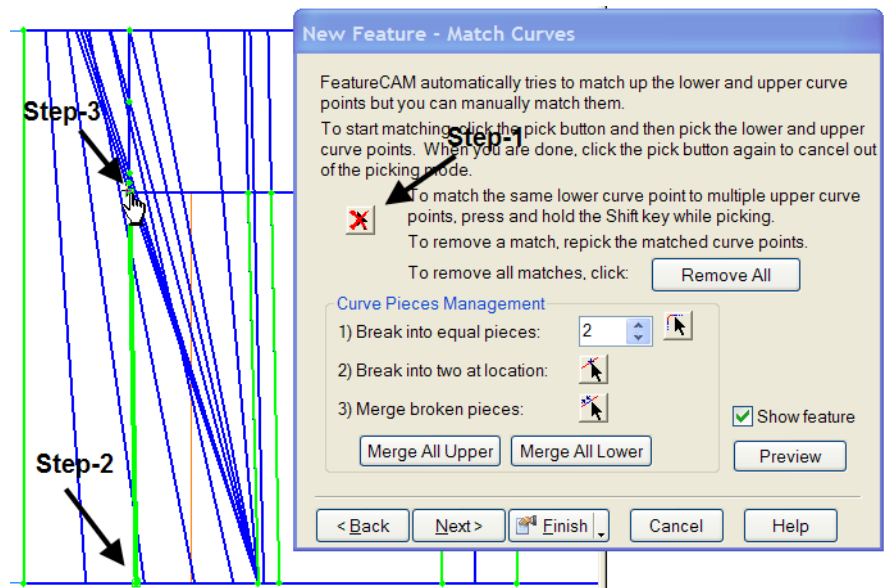 New Feature - Match Curves
FeatureCAM automatically tries to match up the lower and upper curve
points but you can manually match them.
Step-3
To start matching, click the pick button and then pick the lower and upper
Step-1
curve points. When you are done, click the pick button again to cancel out
of the picking mode.
To match the same lower curve point to multiple upper curve
points, press and hold the Shift key while picking.
To remove a match, repick the matched curve points.
To remove all matches, click: Remove All
Curve Pieces Management
1) Break into equal pieces: 2
2) Break into two at location:
3) Merge broken pieces:
Show feature
Merge All Upper Merge All Lower Preview
Step-2
< Back Next > Finish Cancel Help